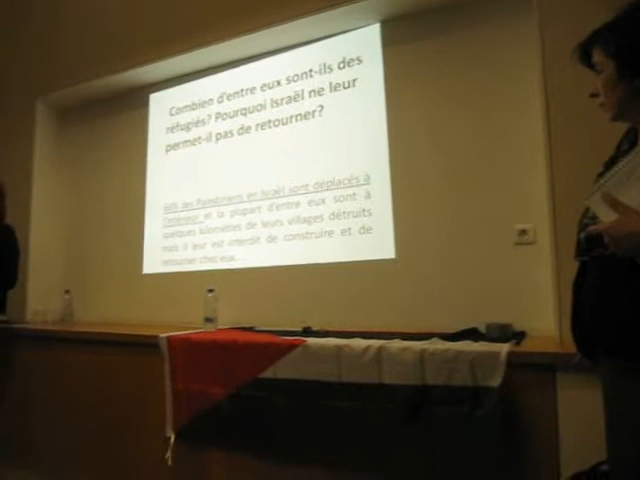 Combien d'entre eux sont-ils des
réfugiés? Pourquoi Israël ne leur
permet-il pas de retourner?
des Palestiniens en Israël sont déplacés à
l'intérieur et la plupart d'entre eux sont à
quelques kilomètres de leurs villages détruits
mais il leur est interdit de construire et de
retourner chez eux.